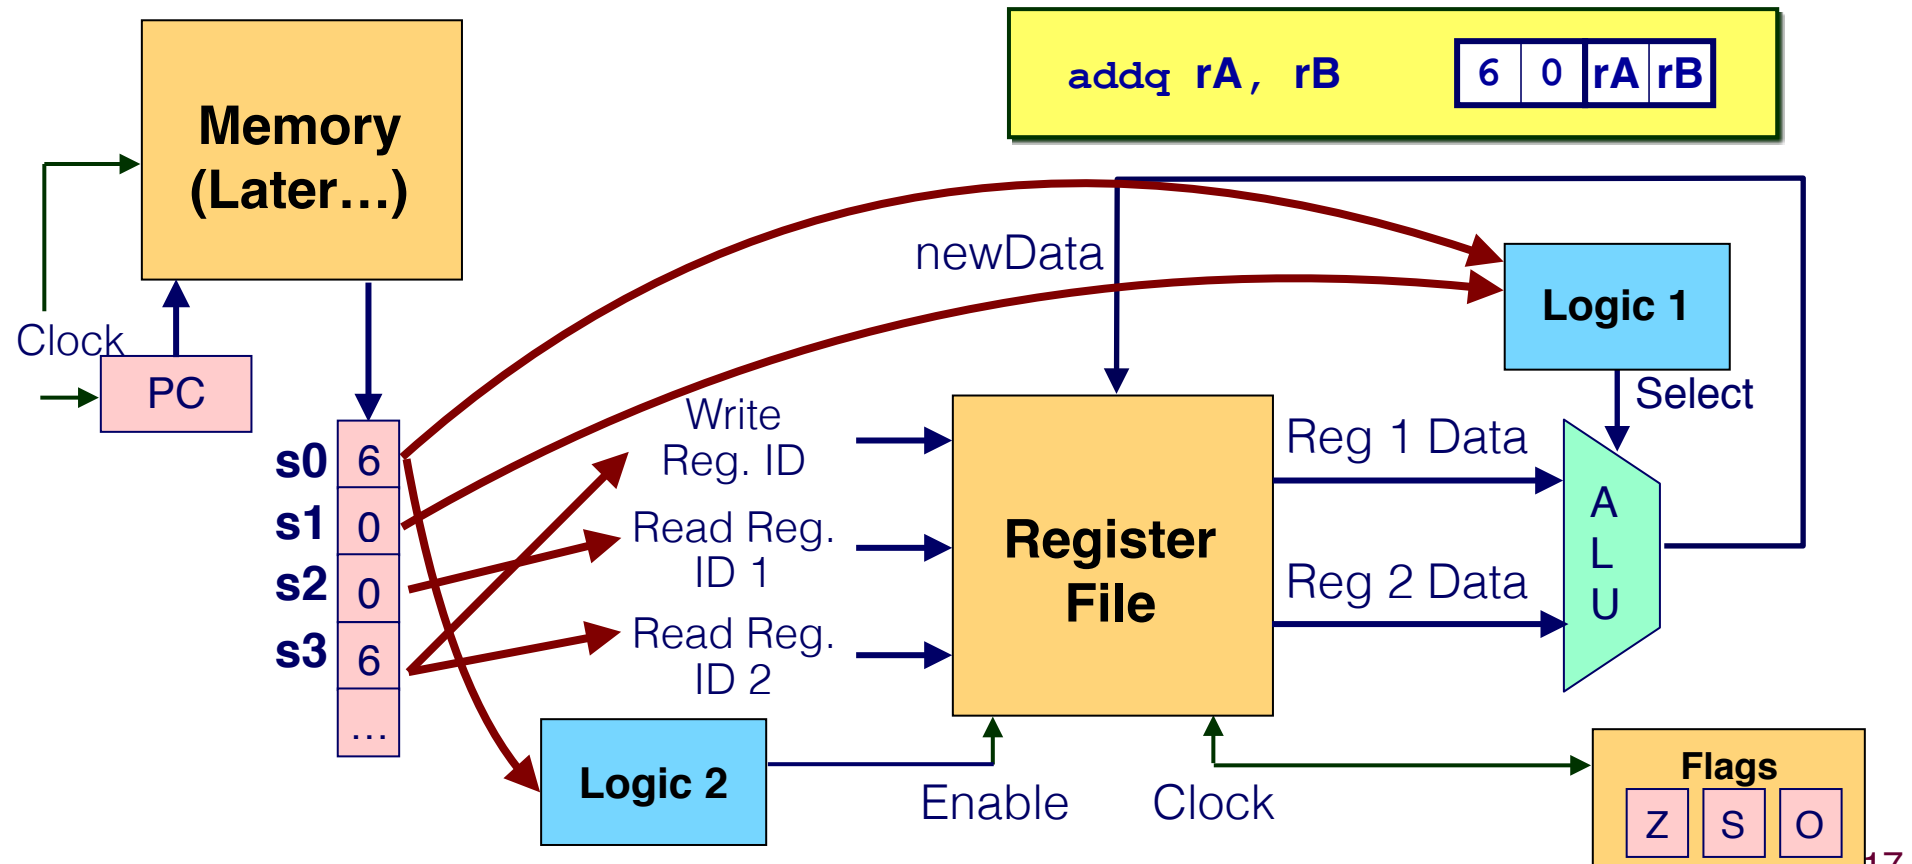 addq rA, rB
6 0 rA rB
Memory
(Later...)
Clock
PC
newData
Logic 1
Select
s0 6
s1 0
s2 0
s3 6
...
Write
Reg. ID
Read Reg.
ID 1
Read Reg.
ID 2
Register
File
Reg 1 Data
Reg 2 Data
A
L
U
Logic 2
Enable
Clock
Flags
Z S O
17